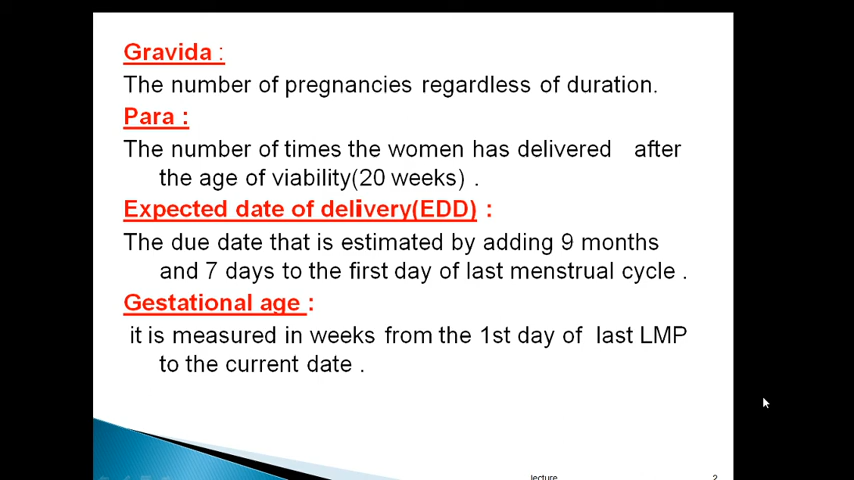 Gravida :
The number of pregnancies regardless of duration.
Para :
The number of times the women has delivered after
the age of viability(20 weeks) .
Expected date of delivery(EDD) :
The due date that is estimated by adding 9 months
and 7 days to the first day of last menstrual cycle .
Gestational age :
it is measured in weeks from the 1st day of last LMP
to the current date .
lecture 2